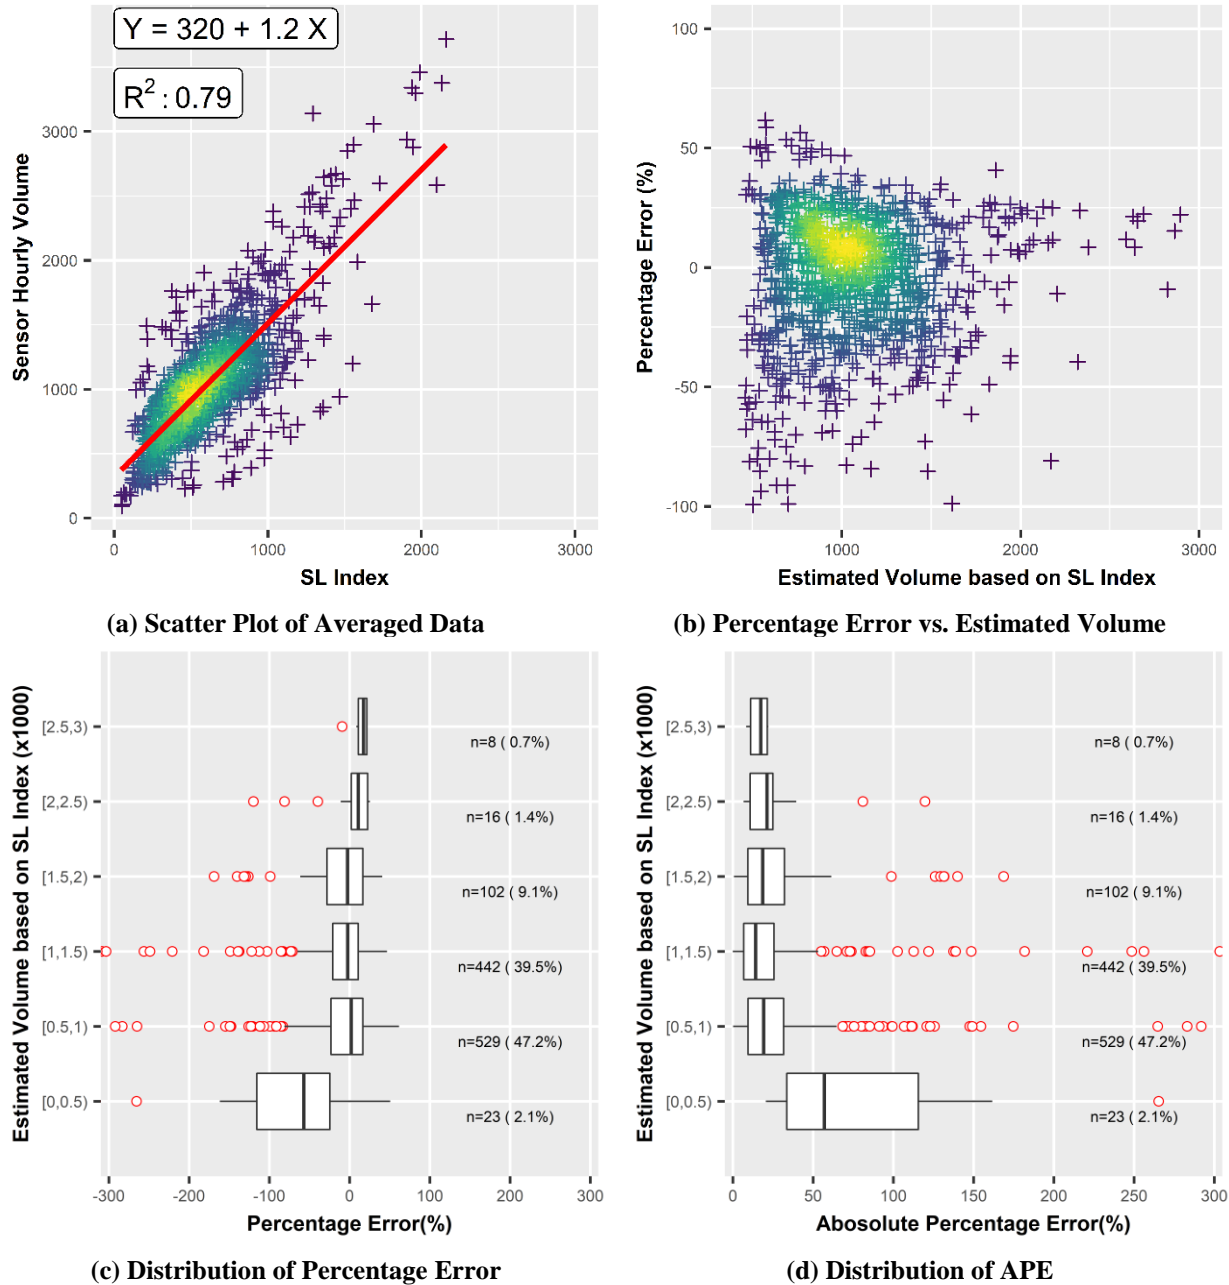 Y = 320 + 1.2 X
R2 : 0.79
Sensor Hourly Volume
3000
2000
1000
0
0 1000 2000 3000
SL Index
(a) Scatter Plot of Averaged Data
Percentage Error (%)
100
50
0
-50
-100
1000 2000 3000
Estimated Volume based on SL Index
(b) Percentage Error vs. Estimated Volume
Estimated Volume based on SL Index (x1000)
[2.5,3)
n=8 ( 0.7%)
[2,2.5)
n=16 ( 1.4%)
[1.5,2)
n=102 ( 9.1%)
[1,1.5)
n=442 ( 39.5%)
[0.5,1)
n=529 ( 47.2%)
[0,0.5)
n=23 ( 2.1%)
-300 -200 -100 0 100 200 300
Percentage Error(%)
(c) Distribution of Percentage Error
Estimated Volume based on SL Index (x1000)
[2.5,3)
n=8 ( 0.7%)
[2,2.5)
n=16 ( 1.4%)
[1.5,2)
n=102 ( 9.1%)
[1,1.5)
n=442 ( 39.5%)
[0.5,1)
n=529 ( 47.2%)
[0,0.5)
n=23 ( 2.1%)
0 50 100 150 200 250 300
Abosolute Percentage Error(%)
(d) Distribution of APE